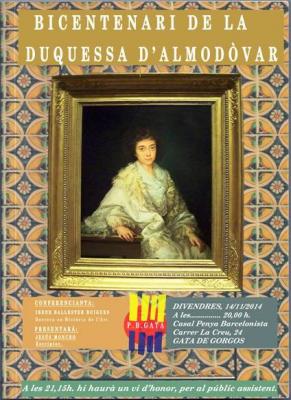 BICENTENARI DE LA
DUQUESSA D'ALMODÒVAR
CONFERENCIANTA:
IRENE BALLESTER BUIGUES
Doctora en Història de l'Art.
PRESENTARÀ:
JESÚS MONCHO
Escriptor.
P.B.GATA
DIVENDRES, 14/11/2014
A les............... 20,00 h.
Casal Penya Barcelonista
Carrer La Creu, 24
GATA DE GORGOS
A les 21,15h. hi haurà un vi d'honor, per al públic assistent.